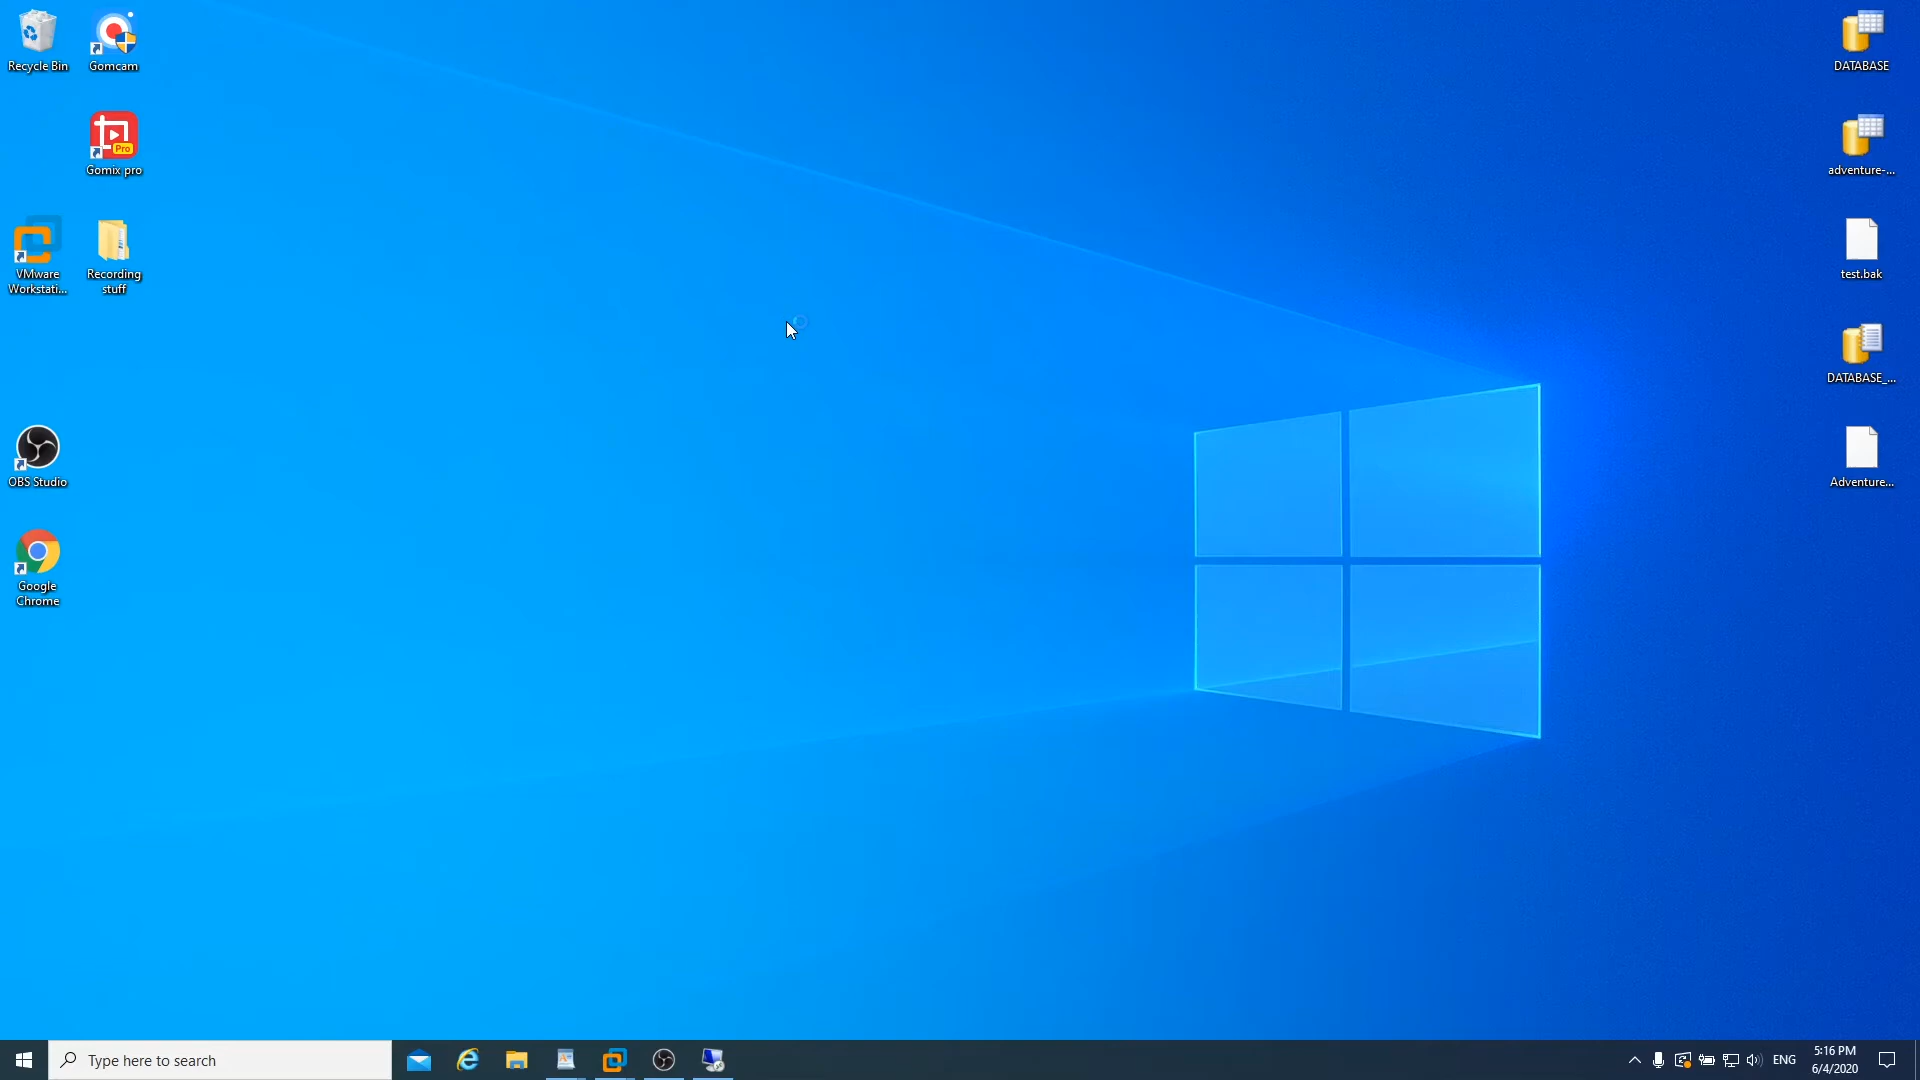 Recycle Bin
Gomcam
Pro
Gomix pro
VMware
Workstati...
Recording
stuff
OBS Studio
Google
Chrome
DATABASE
adventure-...
test.bak
DATABASE_...
Adventure...
Type here to search
ENG
5:16 PM
6/4/2020